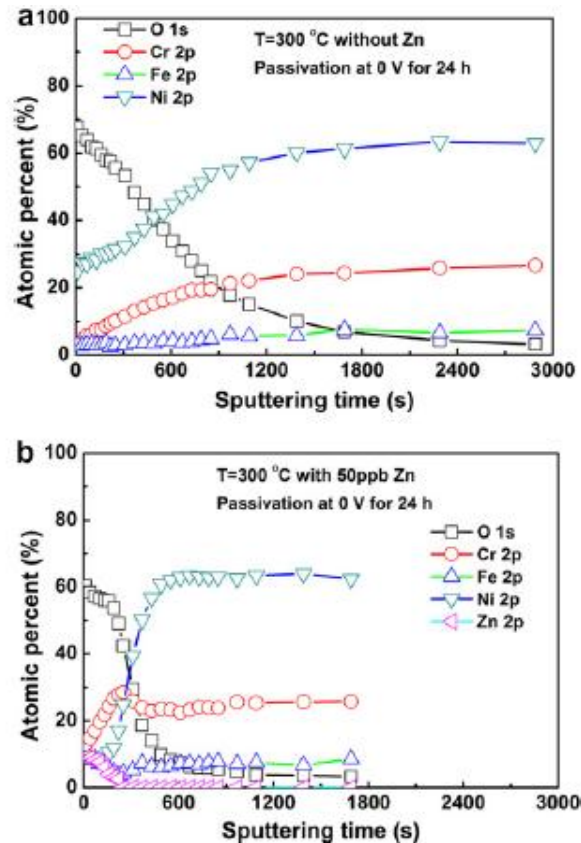 a
100
80
60
40
20
0
Atomic percent (%)
O 1s
Cr 2p
Fe 2p
Ni 2p
T=300 °C without Zn
Passivation at 0 V for 24 h
0 600 1200 1800 2400 3000
Sputtering time (s)
b
100
80
60
40
20
0
Atomic percent (%)
T=300 °C with 50ppb Zn
Passivation at 0 V for 24 h
O 1s
Cr 2p
Fe 2p
Ni 2p
Zn 2p
0 600 1200 1800 2400 3000
Sputtering time (s)